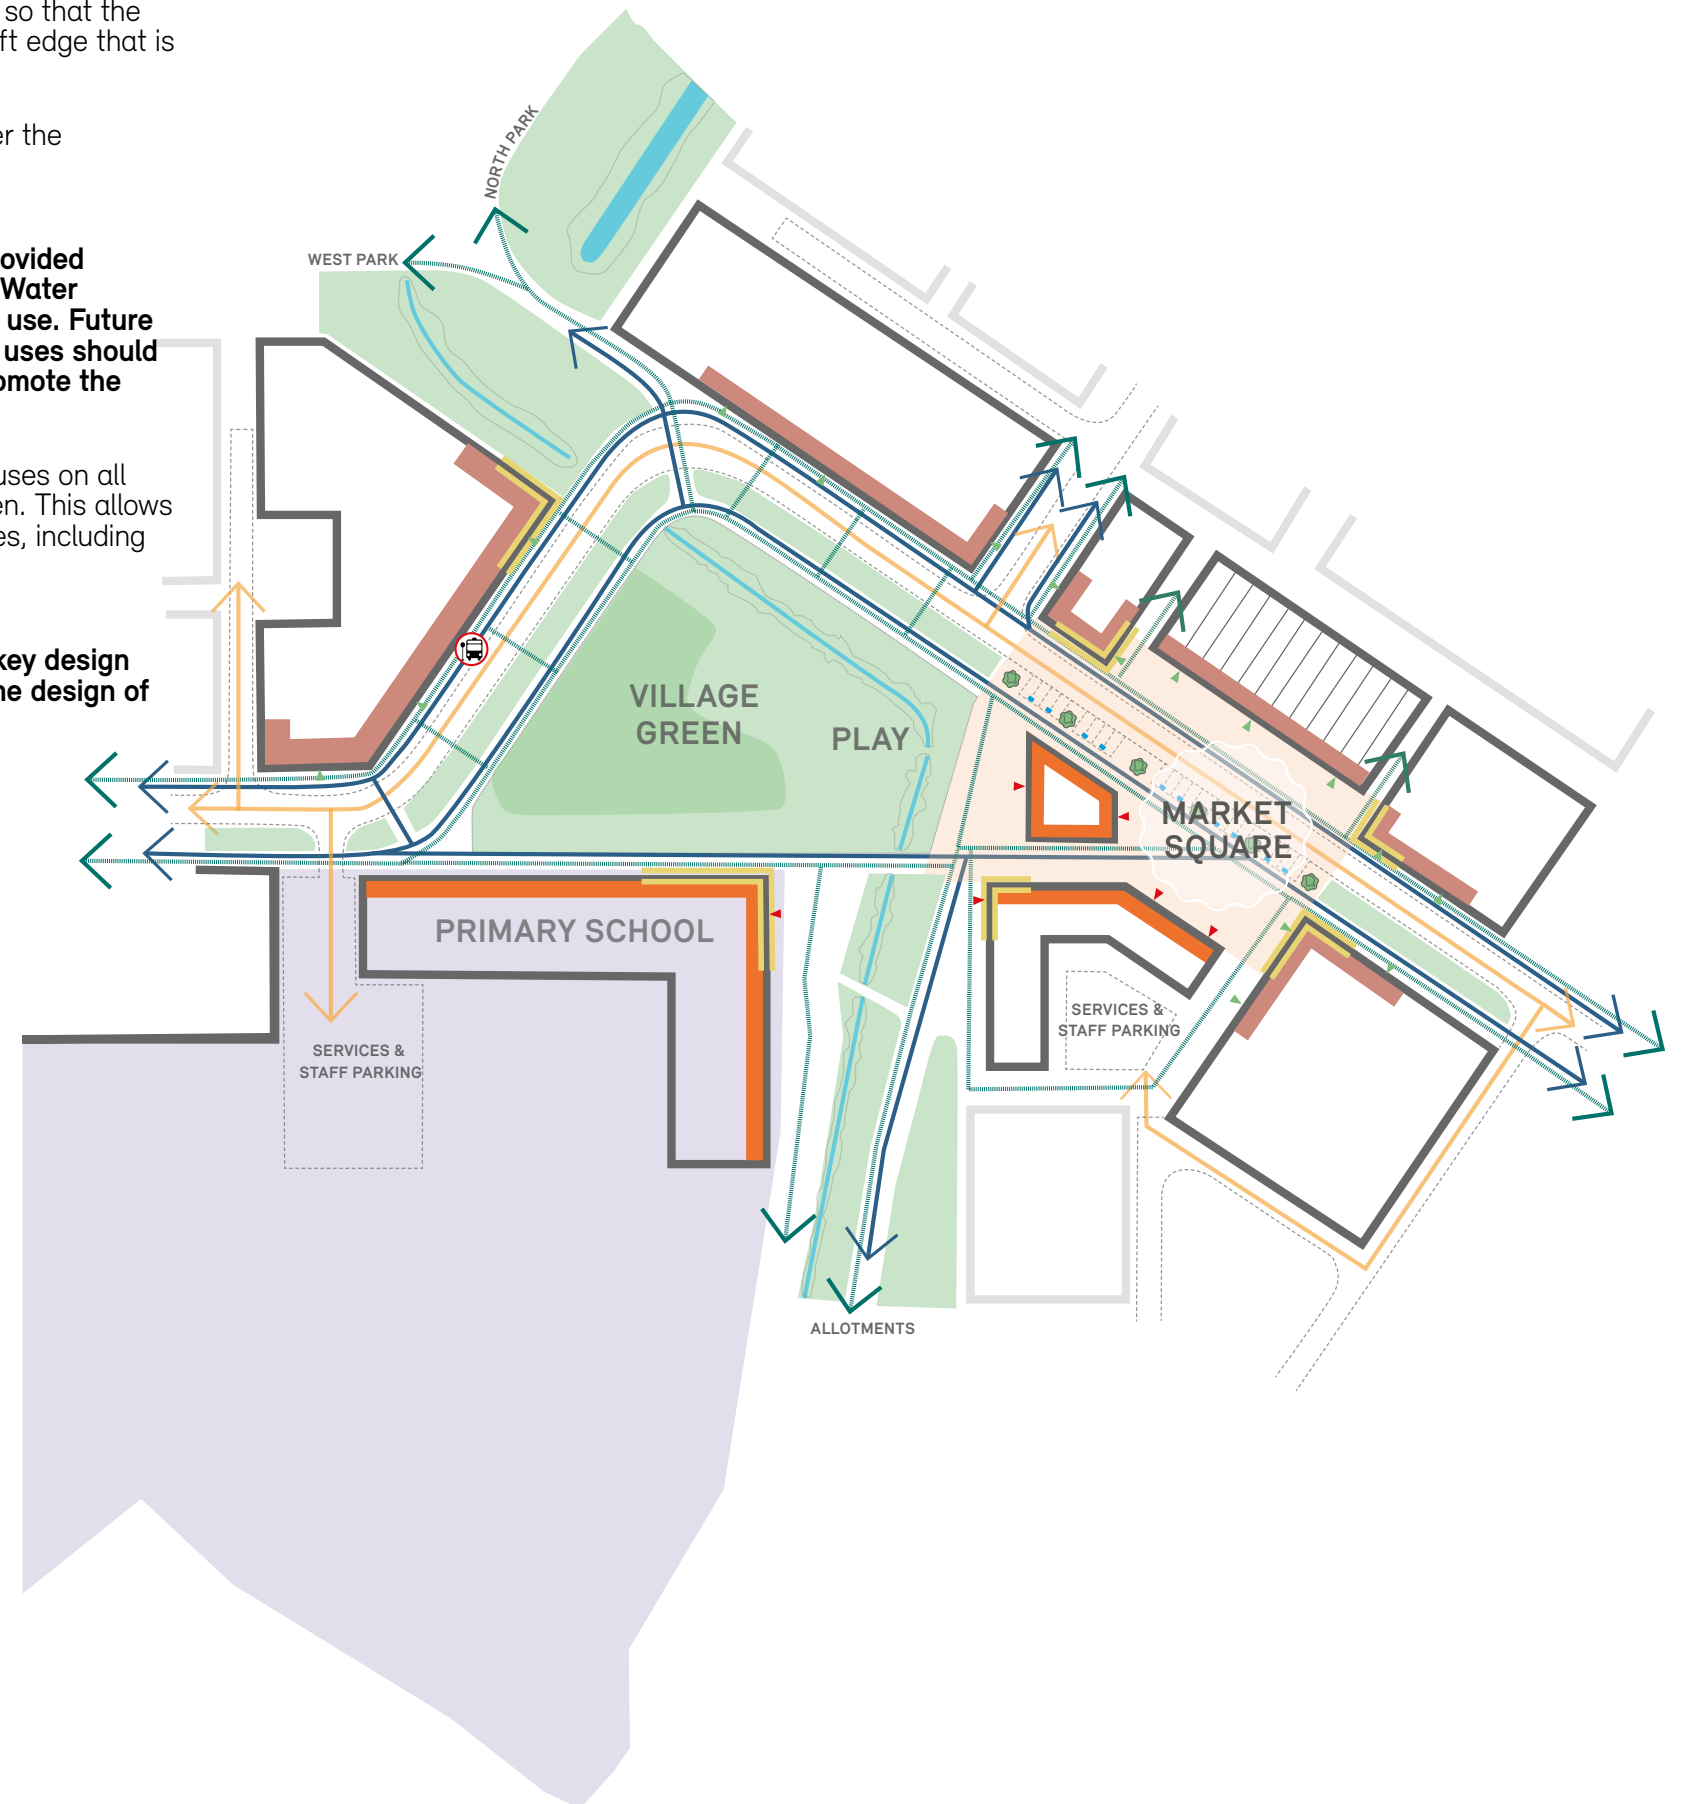 so that the
ft edge that is
er the
ovided
Water
use. Future
uses should
omote the
uses on all
en. This allows
es, including
key design
ne design of
NORTH PARK
WEST PARK
VILLAGE
GREEN
PLAY
MARKET
SQUARE
PRIMARY SCHOOL
SERVICES &
STAFF PARKING
SERVICES &
STAFF PARKING
ALLOTMENTS